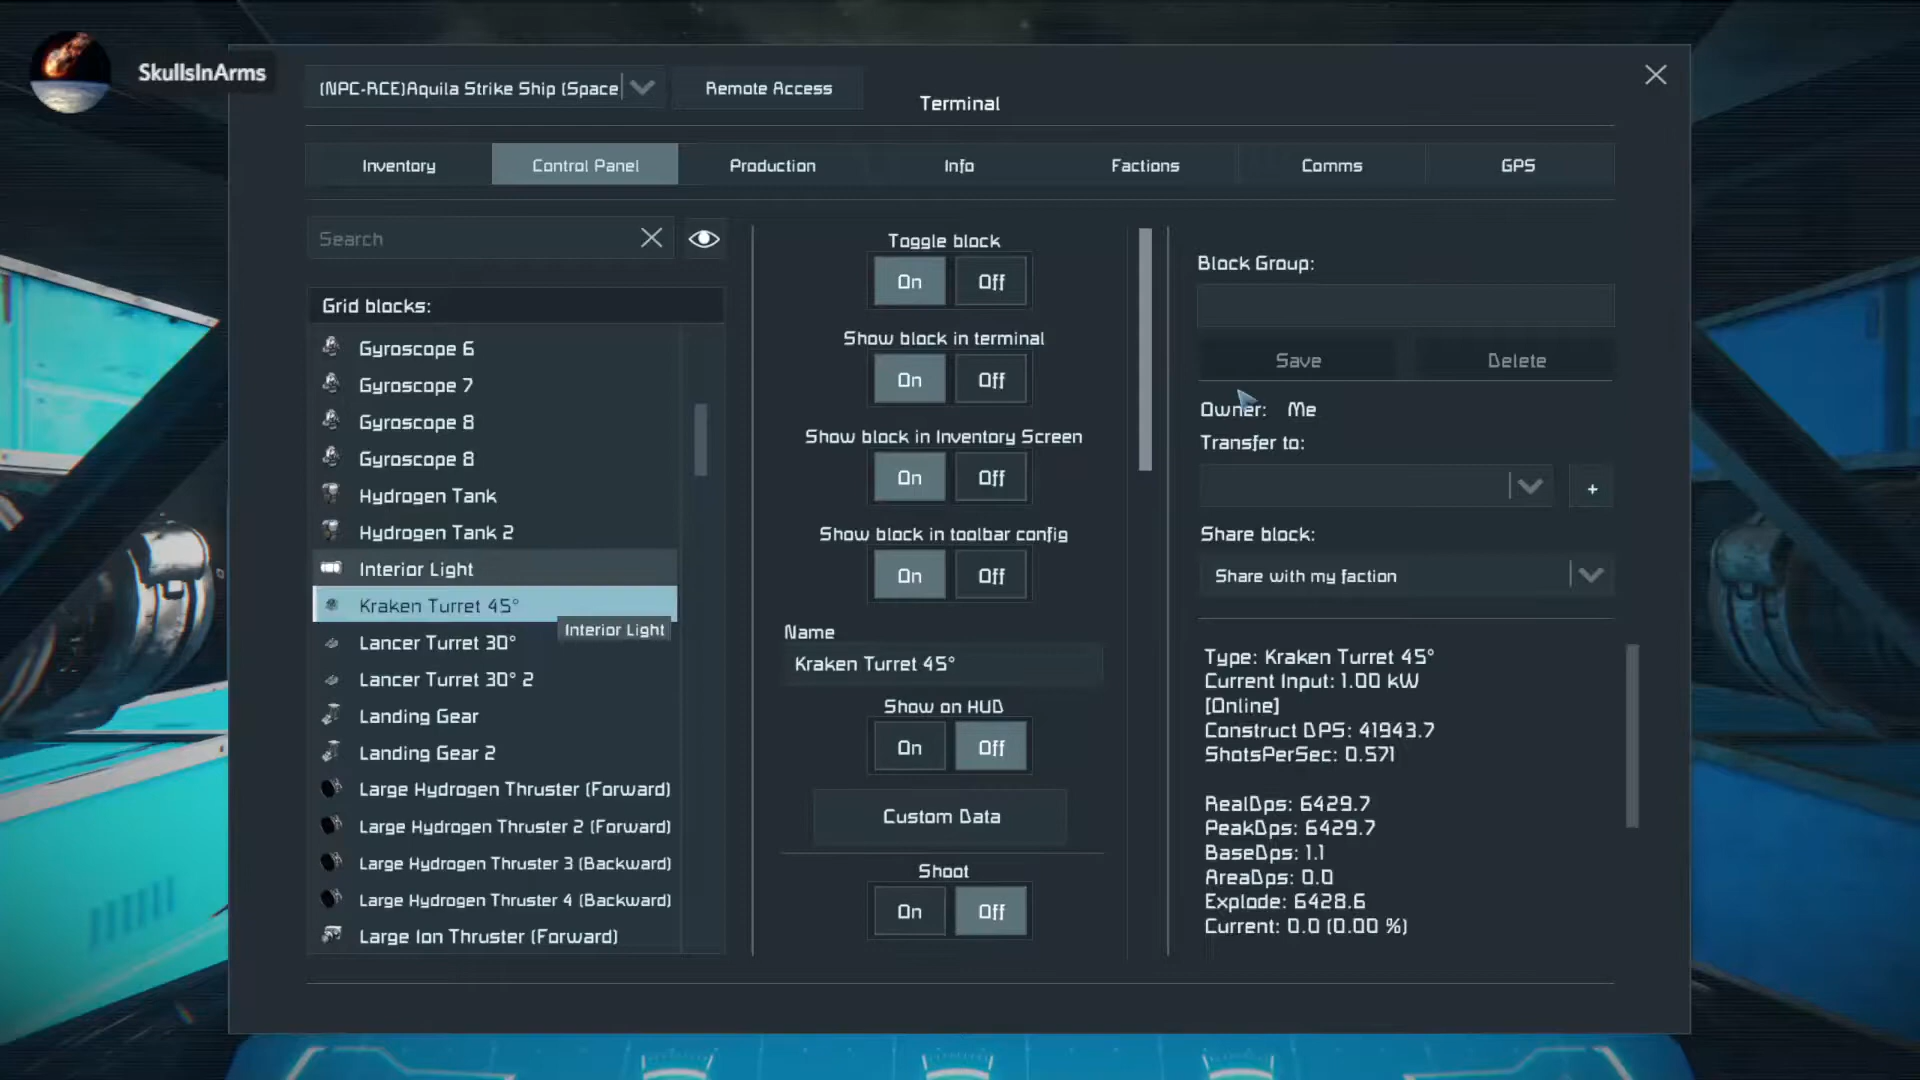 SkullsInArms
(NPC-RCE)Aquila Strike Ship (Space
Remote Access
Terminal
Inventory
Control Panel
Production
Info
Factions
Comms
GPS
Search
Grid blocks:
Gyroscope 6
Gyroscope 7
Gyroscope 8
Gyroscope 8
Hydrogen Tank
Hydrogen Tank 2
Interior Light
Kraken Turret 45°
Interior Light
Lancer Turret 30°
Lancer Turret 30° 2
Landing Gear
Landing Gear 2
Large Hydrogen Thruster (Forward)
Large Hydrogen Thruster 2 (Forward)
Large Hydrogen Thruster 3 (Backward)
Large Hydrogen Thruster 4 (Backward)
Large Ion Thruster (Forward)
Toggle block
On Off
Show block in terminal
On Off
Show block in Inventory Screen
On Off
Show block in toolbar config
On Off
Name
Kraken Turret 45°
Show on HUD
On Off
Custom Data
Shoot
On Off
Block Group:
Save Delete
Owner: Me
Transfer to:
+
Share block:
Share with my faction
Type: Kraken Turret 45°
Current Input: 1.00 kW
[Online]
Construct DPS: 41943.7
ShotsPerSec: 0.571
RealDps: 6429.7
PeakDps: 6429.7
BaseDps: 1.1
AreaDps: 0.0
Explode: 6428.6
Current: 0.0 (0.00 %)